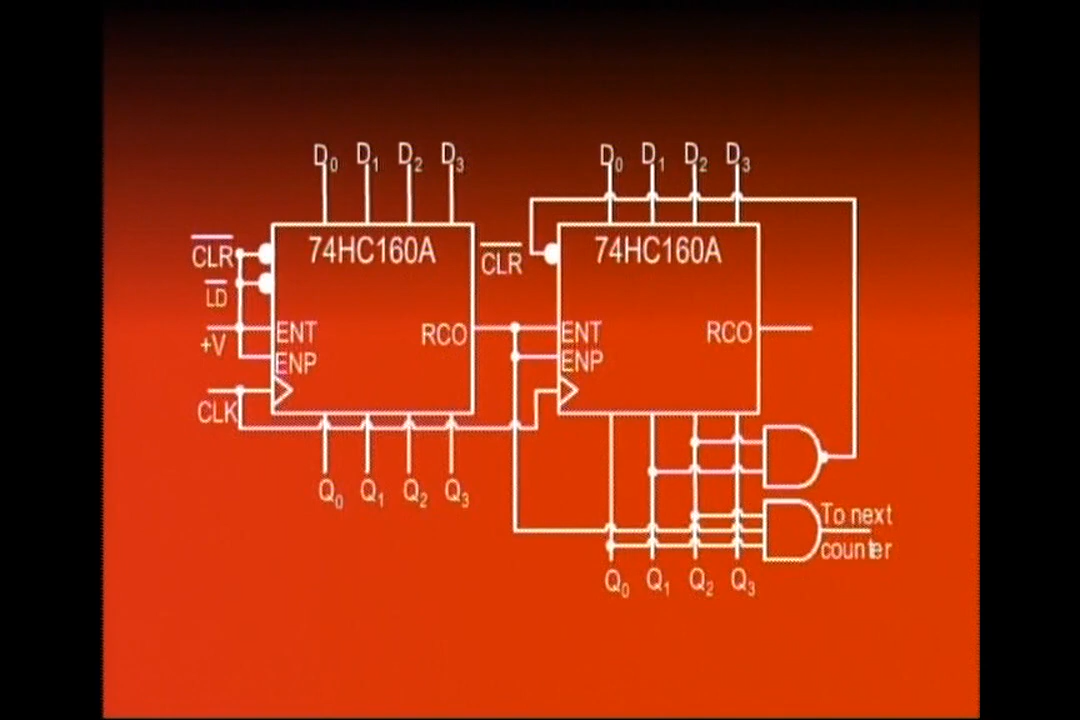 D₀ D₁ D₂ D₃
D₀ D₁ D₂ D₃
74HC160A
74HC160A
CLR
CLR
LD
ENT
RCO
ENT
RCO
+V
ENP
ENP
CLK
Q₀ Q₁ Q₂ Q₃
To next
counter
Q₀ Q₁ Q₂ Q₃